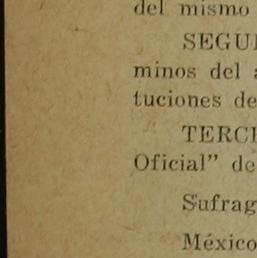 del mismo
SEGU
minos del a
tuciones de
TERC
Oficial" de
Sufrag
México